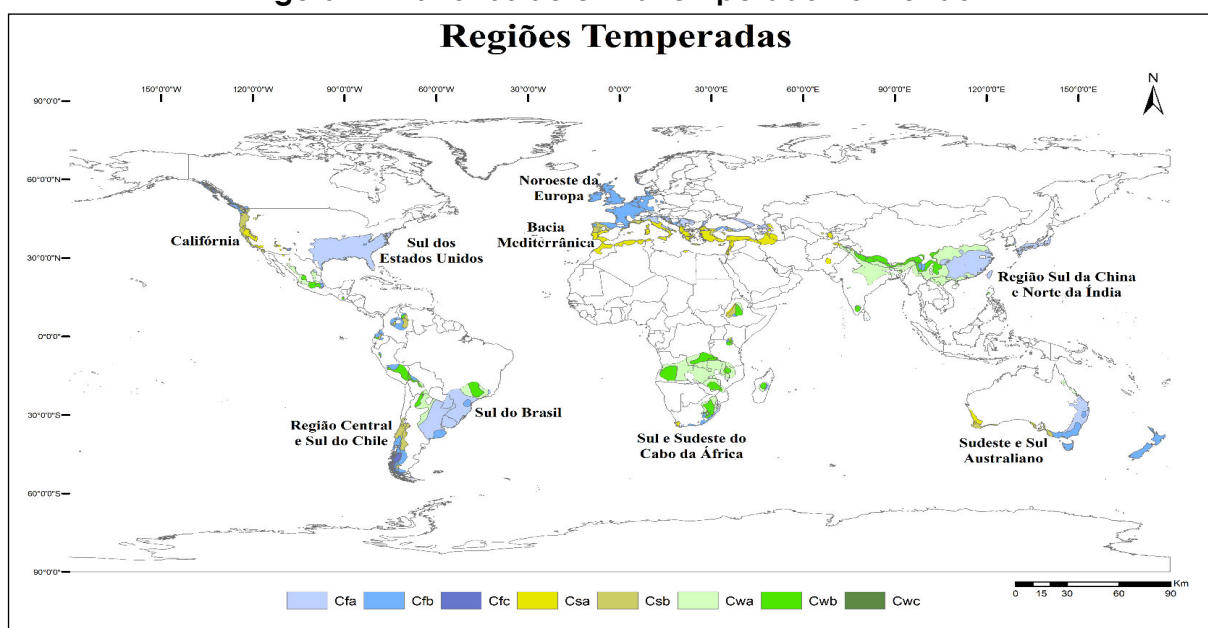 Regiões Temperadas
150°0'0"W 120°0'0"W 90°0'0"W 60°0'0"W 0°0'0" 30°0'0"E 60°0'0"E 90°0'0"E 120°0'0"E 150°0'0"E
N
90°0'0"N
60°0'0"N
30°0'0"N
0°0'0"
30°0'0"S
60°0'0"S
90°0'0"
Noroeste da
Europa
Califórnia
Sul dos
Estados Unidos
Bacia
Mediterrânica
Região Sul da China
e Norte da Índia
Região Central
e Sul do Chile
Sul do Brasil
Sul e Sudeste do
Cabo da África
Sudeste e Sul
Australiano
Cfa Cfb Cfc Csa Csb Cwa Cwb Cwc
Km
0 15 30 60 90